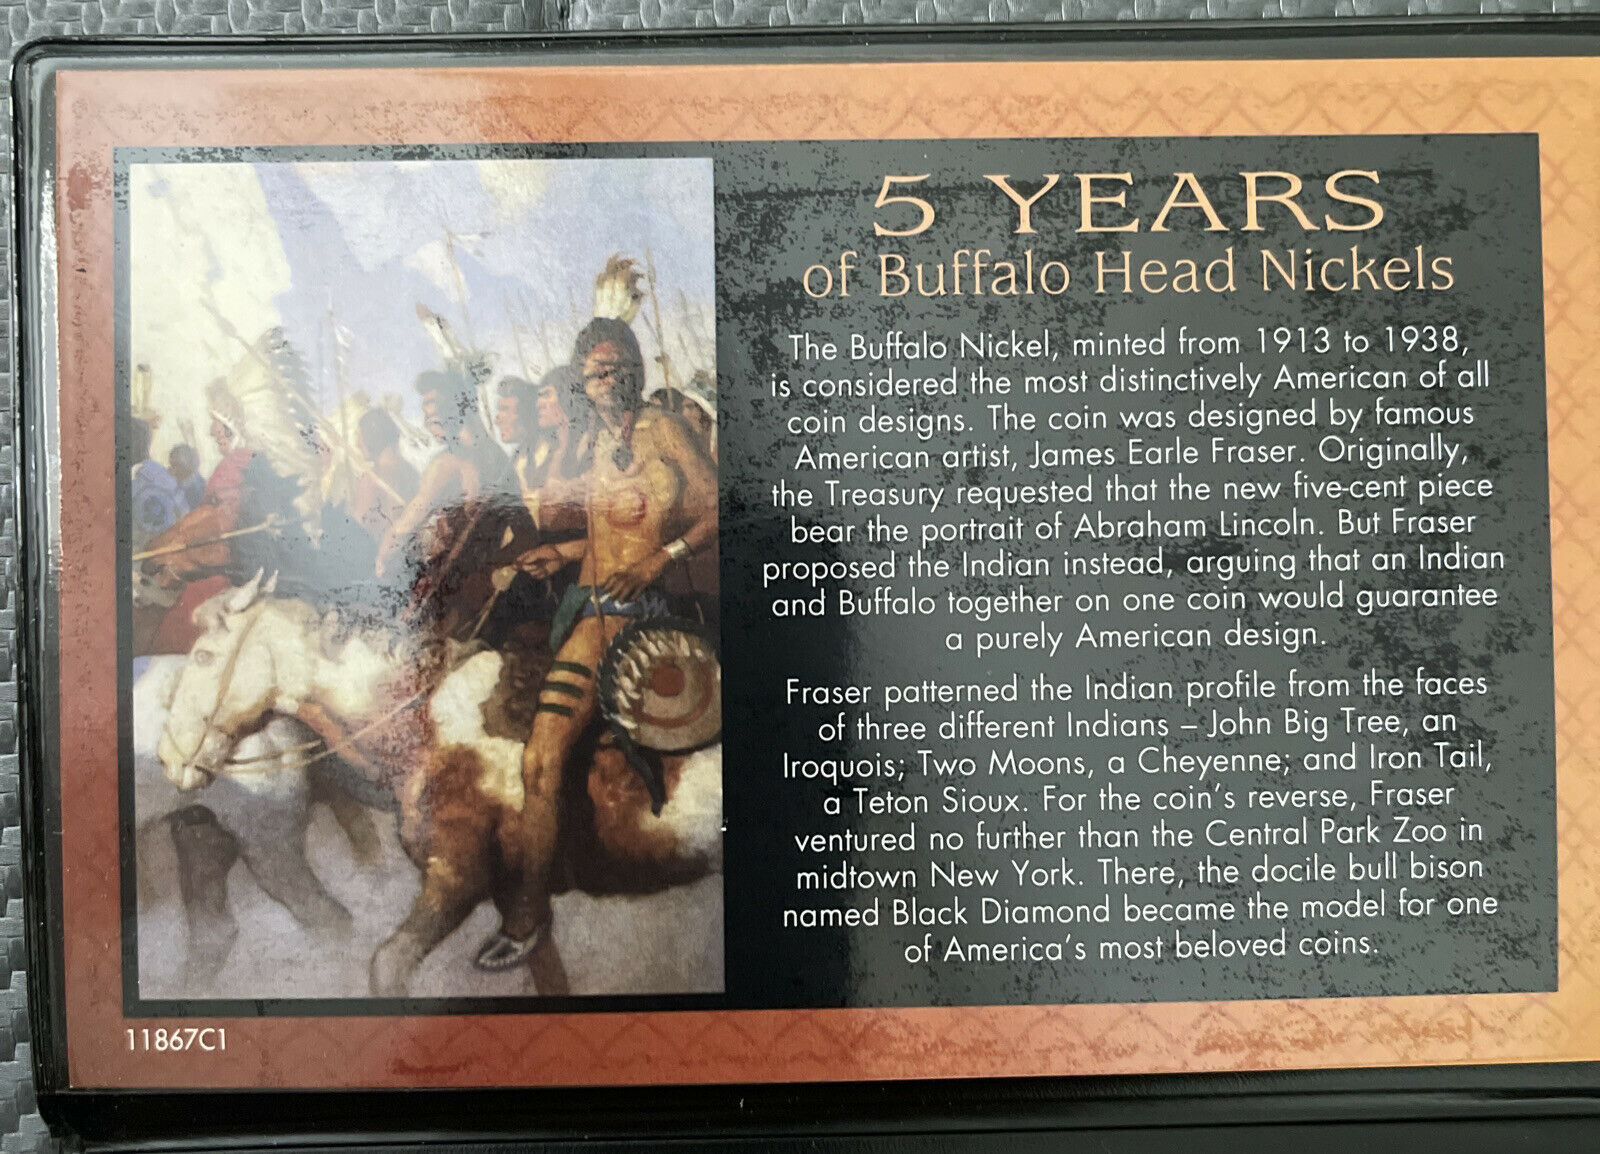 5 YEARS
of Buffalo Head Nickels
The Buffalo Nickel, minted from 1913 to 1938,
is considered the most distinctively American of all
coin designs. The coin was designed by famous
American artist, James Earle Fraser. Originally,
the Treasury requested that the new five-cent piece
bear the portrait of Abraham Lincoln. But Fraser
proposed the Indian instead, arguing that an Indian
and Buffalo together on one coin would guarantee
a purely American design.
Fraser patterned the Indian profile from the faces
of three different Indians – John Big Tree, an
Iroquois; Two Moons, a Cheyenne; and Iron Tail,
a Teton Sioux. For the coin's reverse, Fraser
ventured no further than the Central Park Zoo in
midtown New York. There, the docile bull bison
named Black Diamond became the model for one
of America's most beloved coins.
11867C1